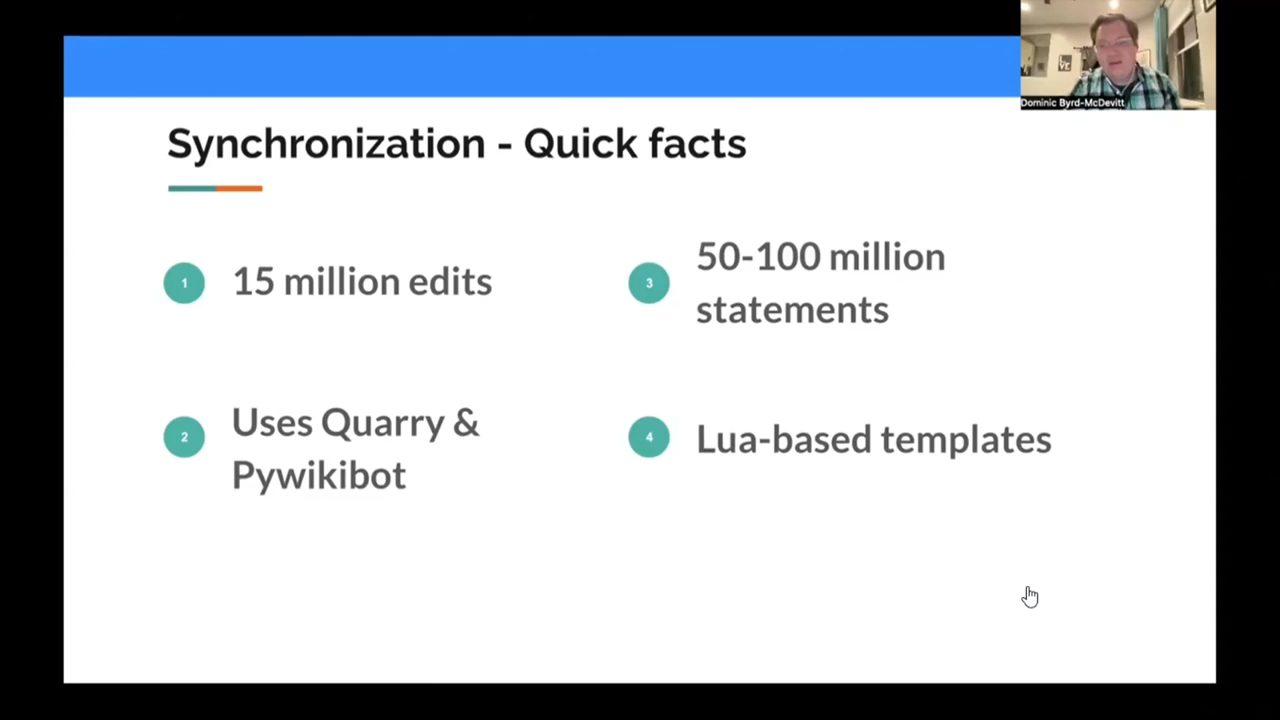 Dominic Byrd-McDevitt
Synchronization - Quick facts
1
15 million edits
2
Uses Quarry &
Pywikibot
3
50-100 million
statements
4
Lua-based templates